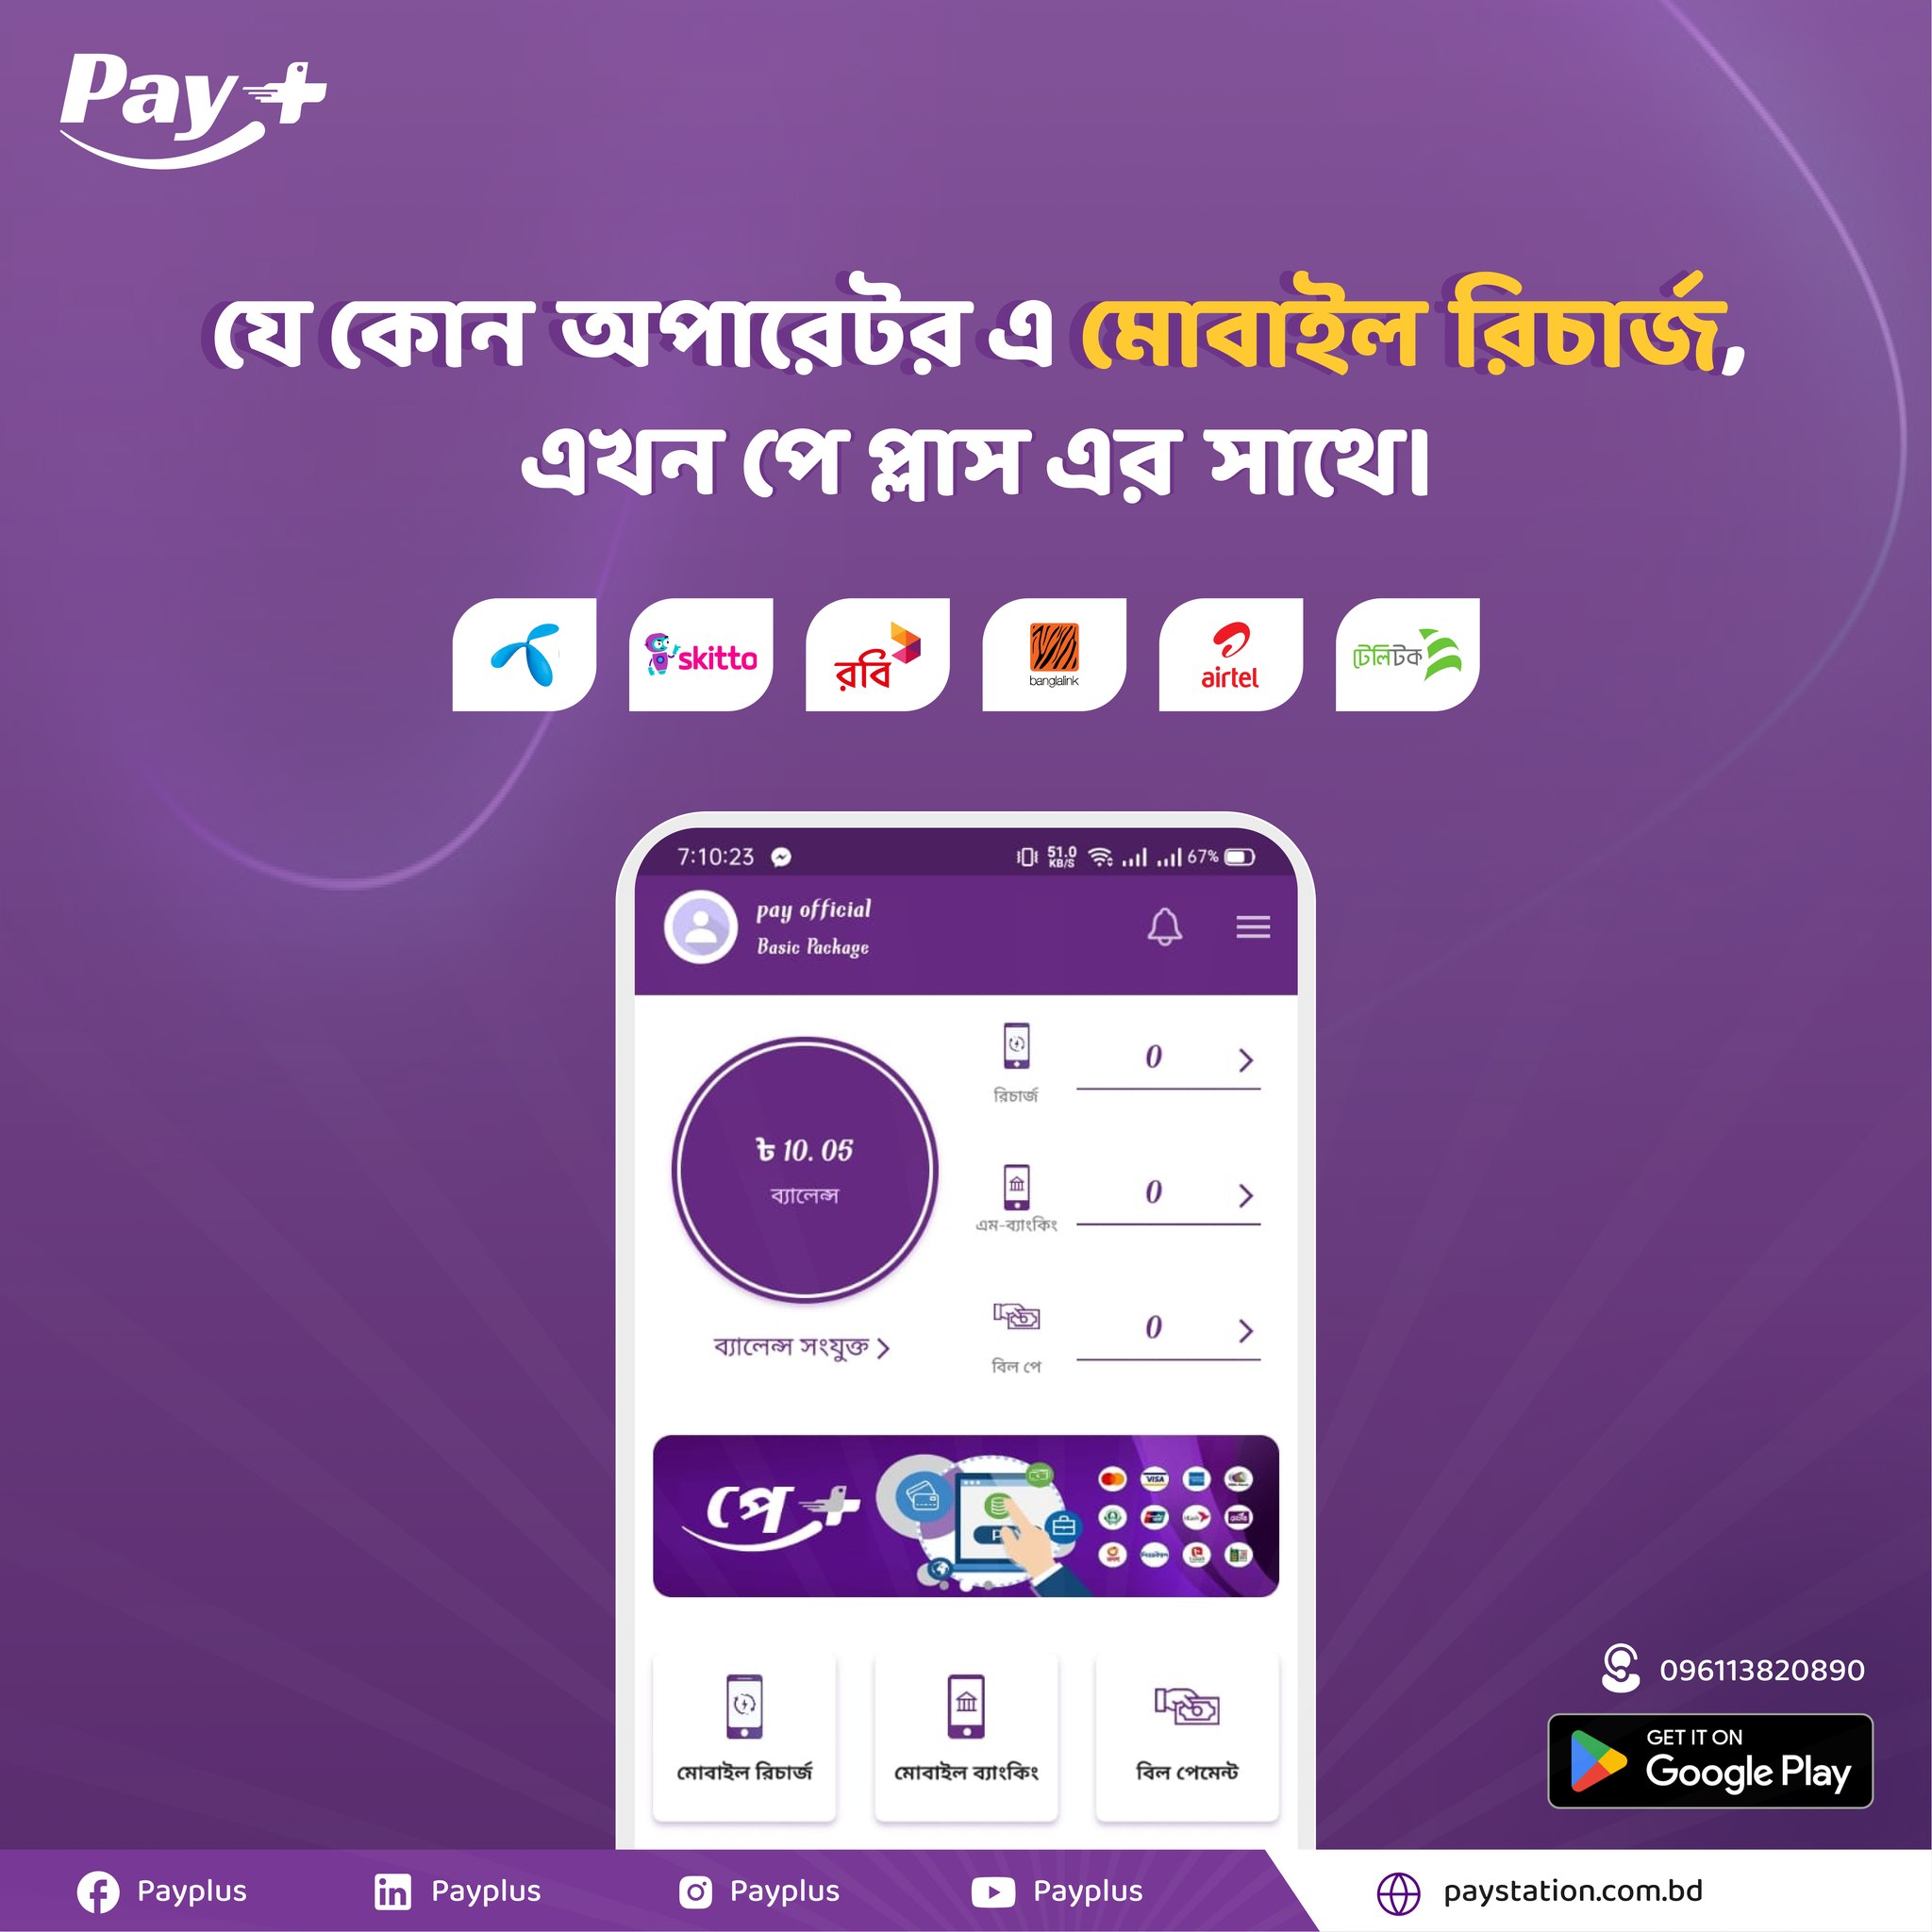 Pay+
যে কোন অপারেটর এ মোবাইল রিচার্জ,
এখন পে প্লাস এর সাথে।
skitto
রবি
banglalink
airtel
টেলিটক
7:10:23
51.0 KB/S
67%
pay official
Basic Package
0
রিচার্জ
৳ 10. 05
ব্যালেন্স
0
এম-ব্যাংকিং
0
ব্যালেন্স সংযুক্ত
বিল পে
পে+
VISA
মোবাইল রিচার্জ
মোবাইল ব্যাংকিং
বিল পেমেন্ট
096113820890
GET IT ON
Google Play
Payplus
Payplus
Payplus
Payplus
paystation.com.bd